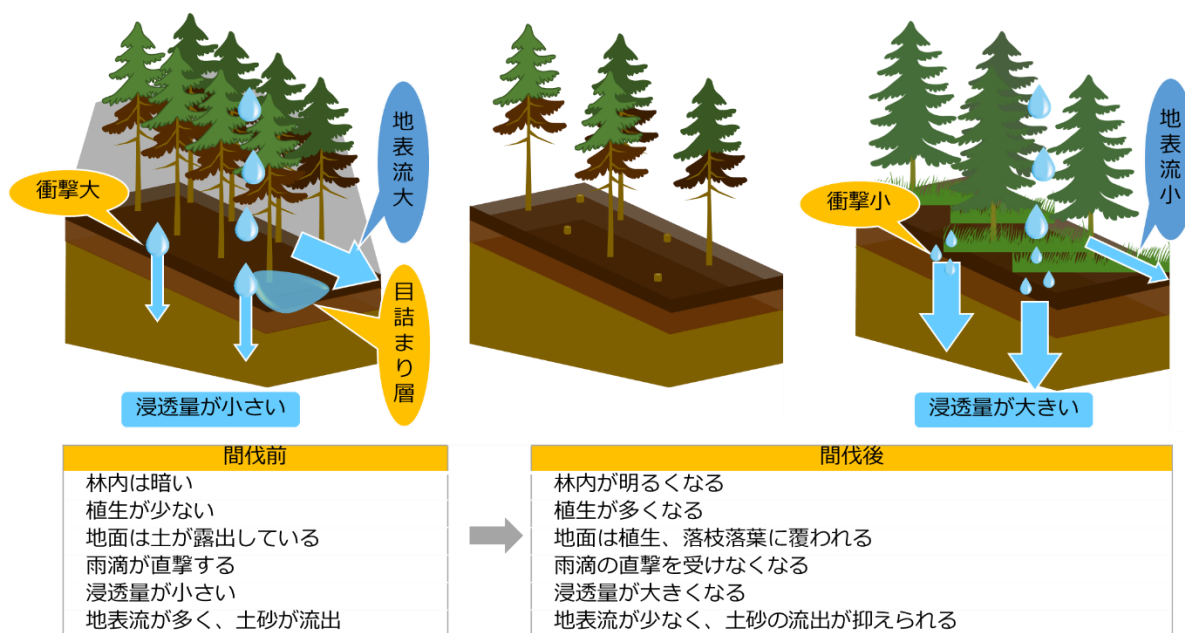 衝撃大
地表流大
目詰まり層
浸透量が小さい
衝撃小
地表流小
浸透量が大きい
間伐前
林内は暗い
植生が少ない
地面は土が露出している
雨滴が直撃する
浸透量が小さい
地表流が多く、土砂が流出
間伐後
林内が明るくなる
植生が多くなる
地面は植生、落枝落葉に覆われる
雨滴の直撃を受けなくなる
浸透量が大きくなる
地表流が少なく、土砂の流出が抑えられる